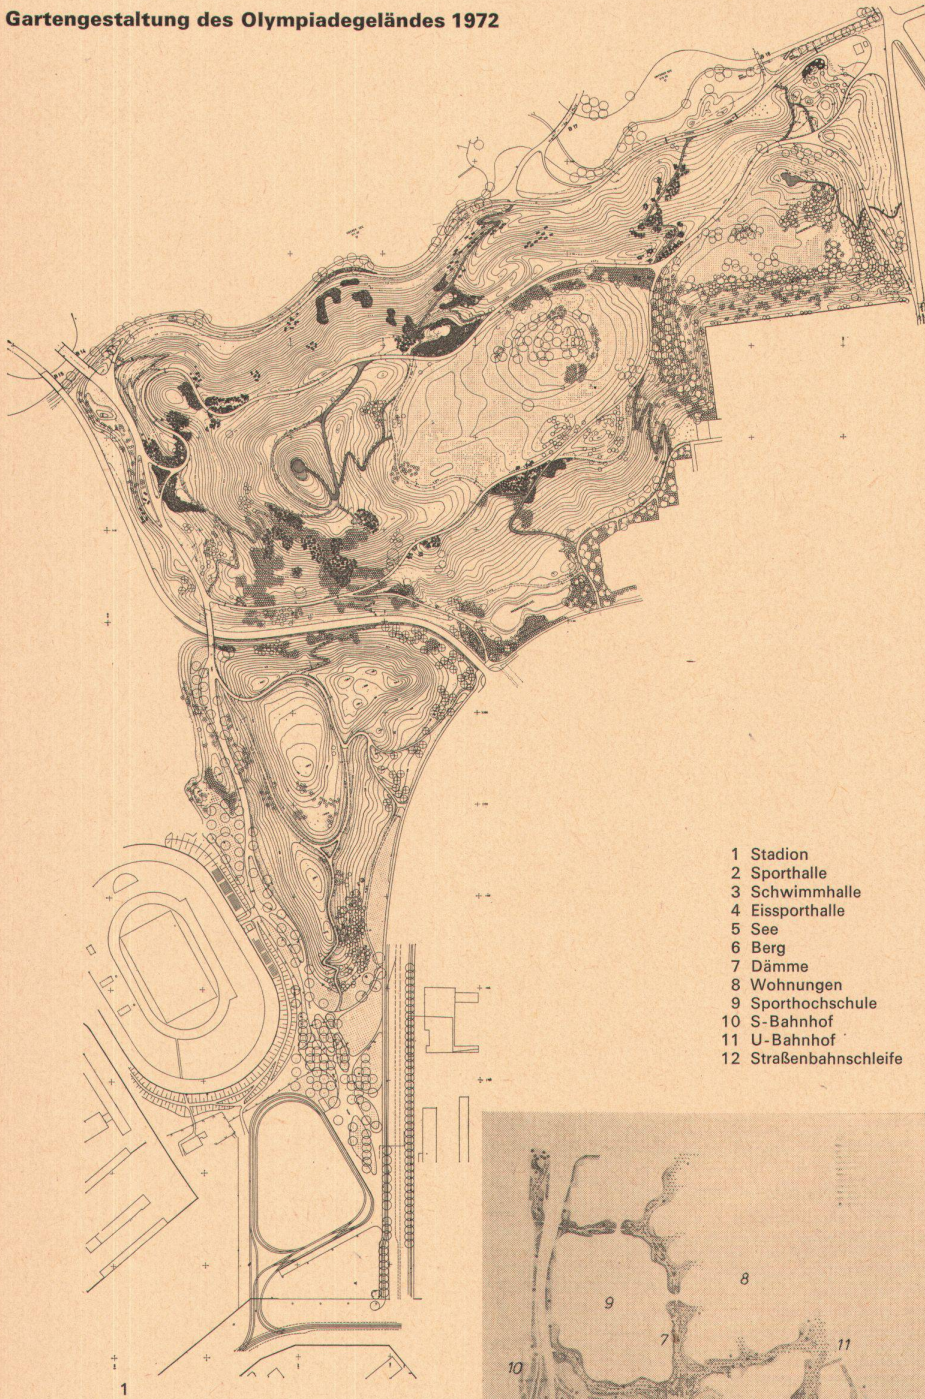 Gartengestaltung des Olympiadegeländes 1972
1 Stadion
2 Sporthalle
3 Schwimmhalle
4 Eissporthalle
5 See
6 Berg
7 Dämme
8 Wohnungen
9 Sporthochschule
10 S-Bahnhof
11 U-Bahnhof
12 Straßenbahnschleife
8
9
7
11
10
1